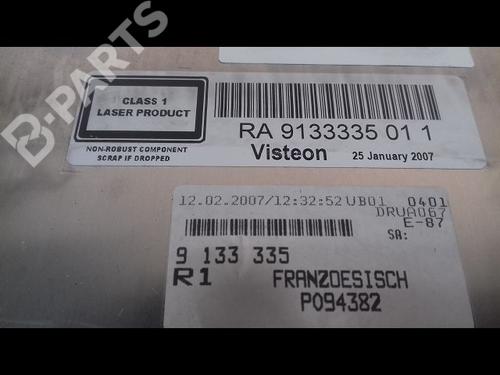 B-PARTS
CLASS 1
LASER PRODUCT
NON-ROBUST COMPONENT
SCRAP IF DROPPED
RA 9133335 01 1
Visteon 25 January 2007
12.02.2007/12:32:52 UB01 0401
DRUA067
E-87
SA:
9 133 335
R1 FRANZOESISCH
P094382